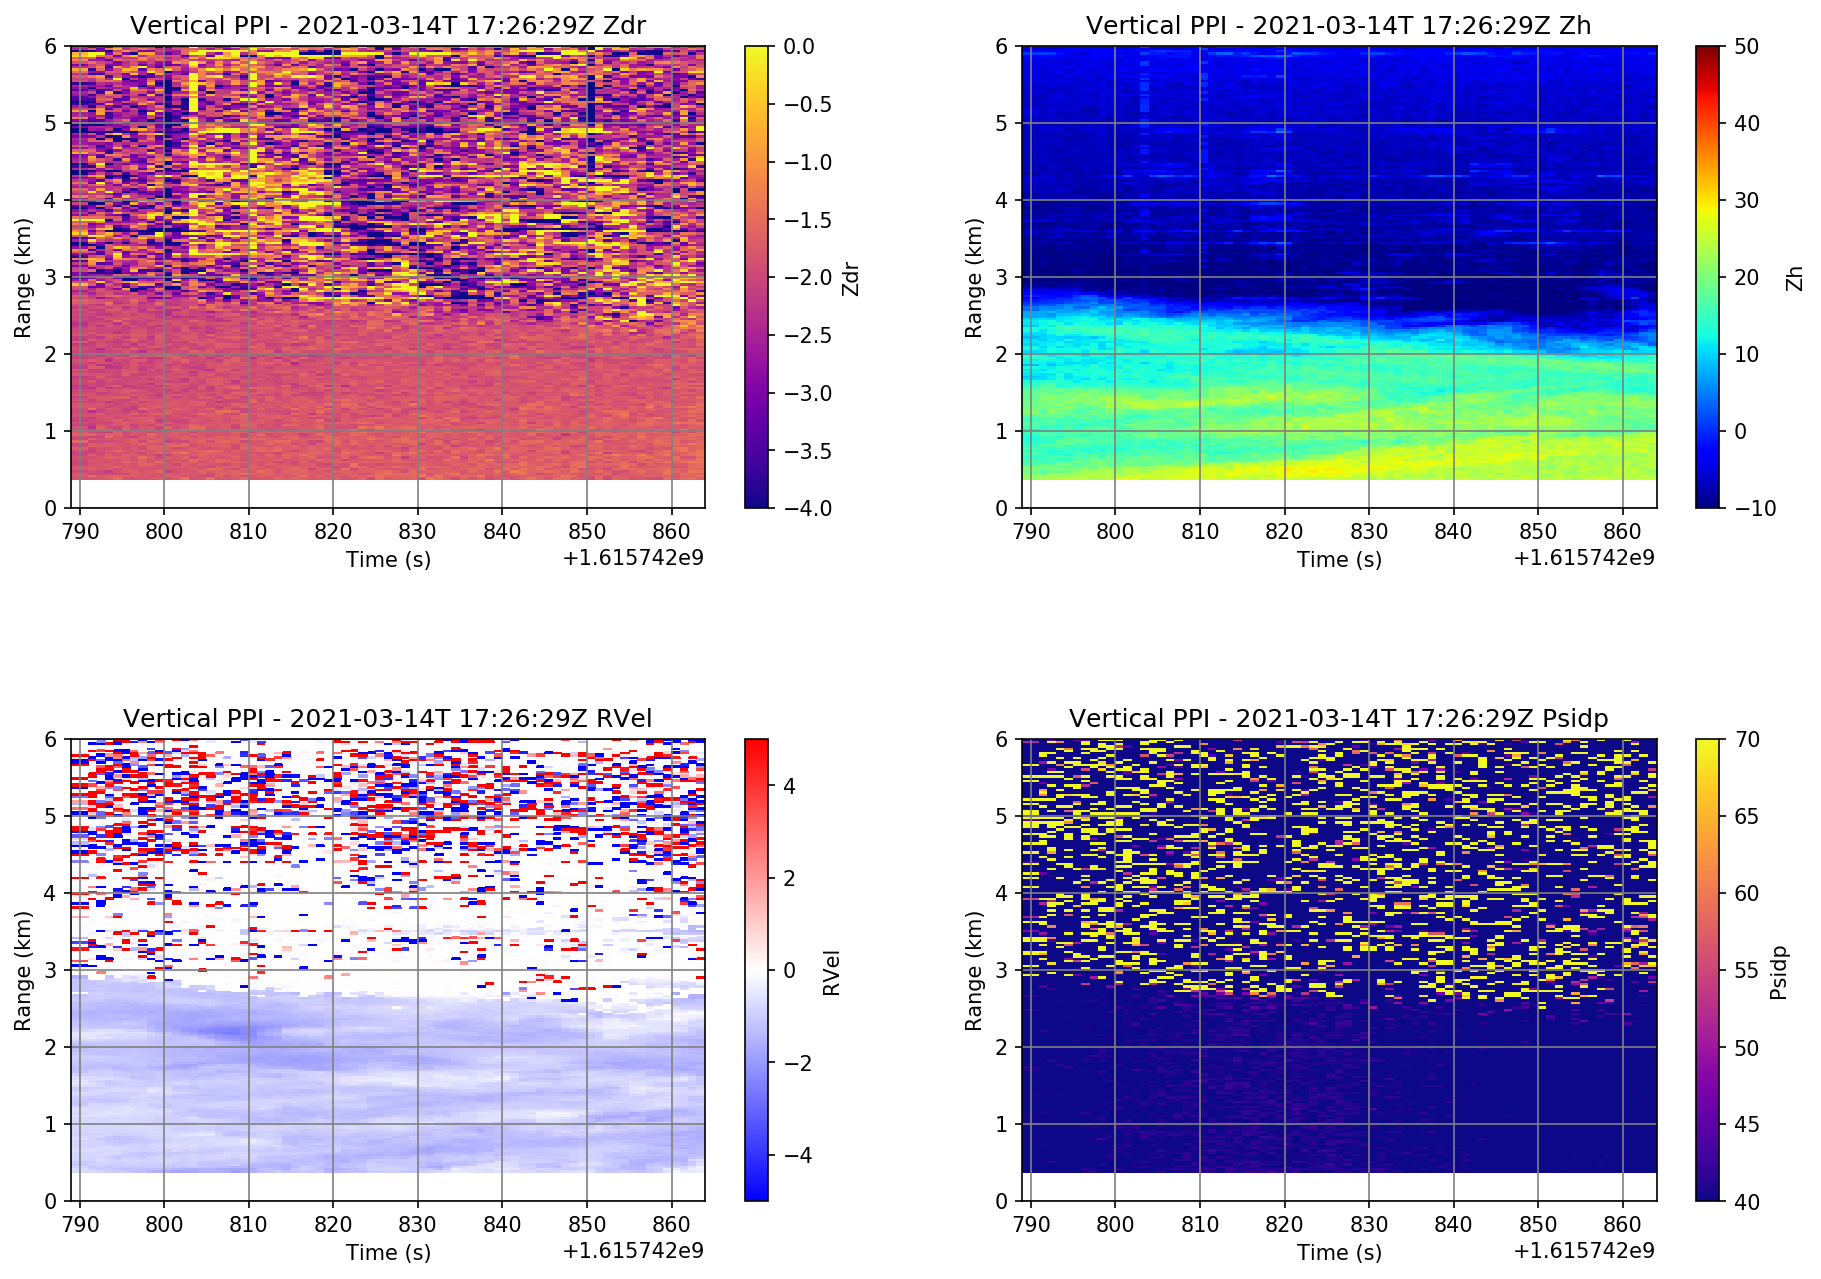 Vertical PPI - 2021-03-14T 17:26:29Z Zdr
6
5
4
3
2
1
0
Range (km)
790 800 810 820 830 840 850 860
Time (s)
+1.615742e9
0.0
−0.5
−1.0
−1.5
−2.0
−2.5
−3.0
−3.5
−4.0
Zdr
Vertical PPI - 2021-03-14T 17:26:29Z Zh
6
5
4
3
2
1
0
Range (km)
790 800 810 820 830 840 850 860
Time (s)
+1.615742e9
50
40
30
20
10
0
−10
Zh
Vertical PPI - 2021-03-14T 17:26:29Z RVel
6
5
4
3
2
1
0
Range (km)
790 800 810 820 830 840 850 860
Time (s)
+1.615742e9
4
2
0
−2
−4
RVel
Vertical PPI - 2021-03-14T 17:26:29Z Psidp
6
5
4
3
2
1
0
Range (km)
790 800 810 820 830 840 850 860
Time (s)
+1.615742e9
70
65
60
55
50
45
40
Psidp